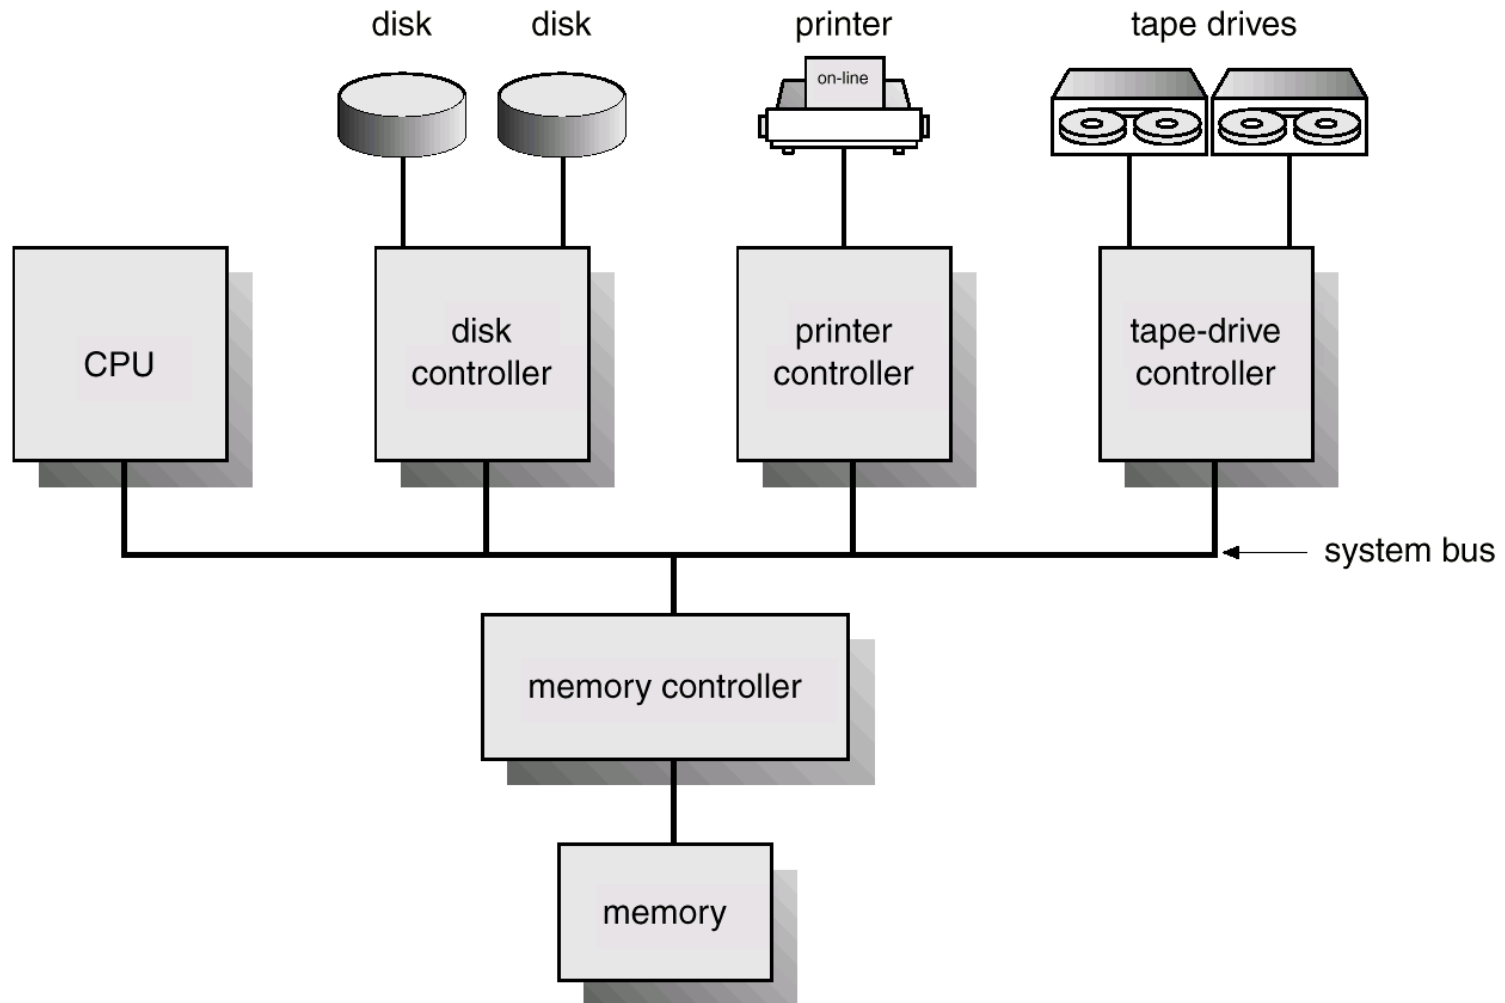 disk
disk
printer
tape drives
on-line
CPU
disk
controller
printer
controller
tape-drive
controller
system bus
memory controller
memory